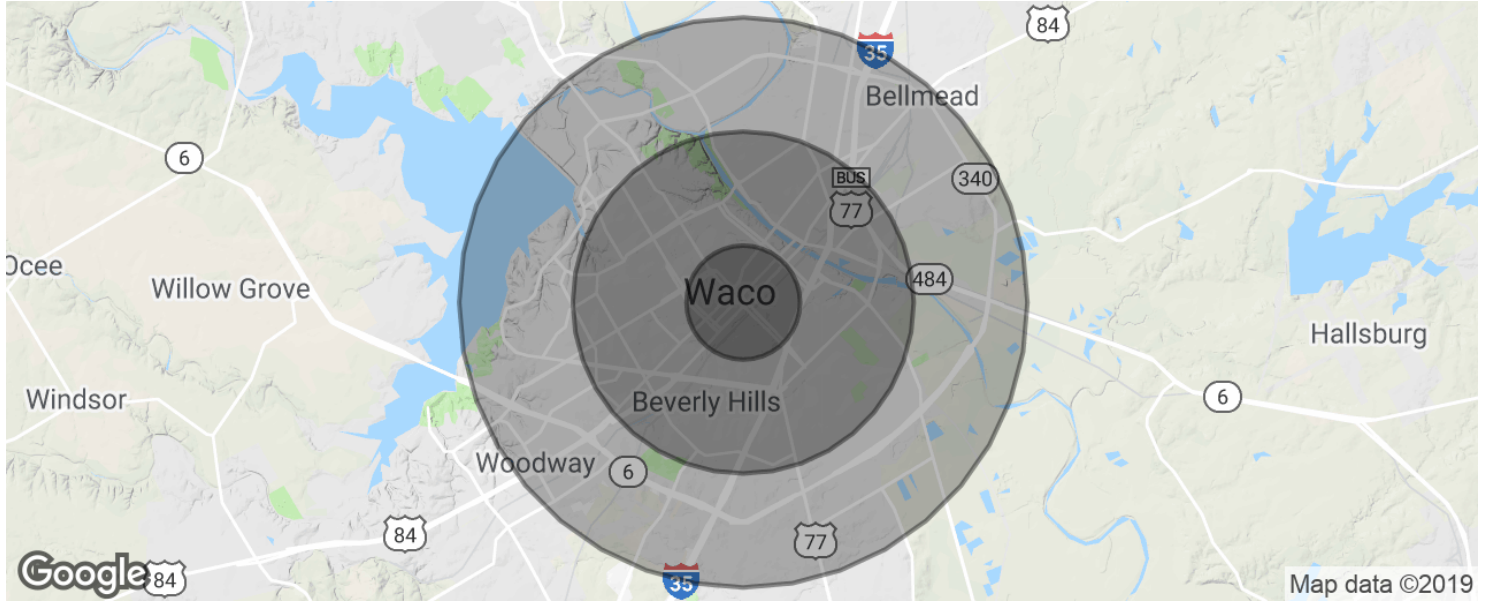 84
35
Bellmead
6
BUS
340
77
Ocee
484
Willow Grove
Waco
Hallsburg
Windsor
6
Beverly Hills
Woodway
6
84
77
Google
84
35
Map data ©2019